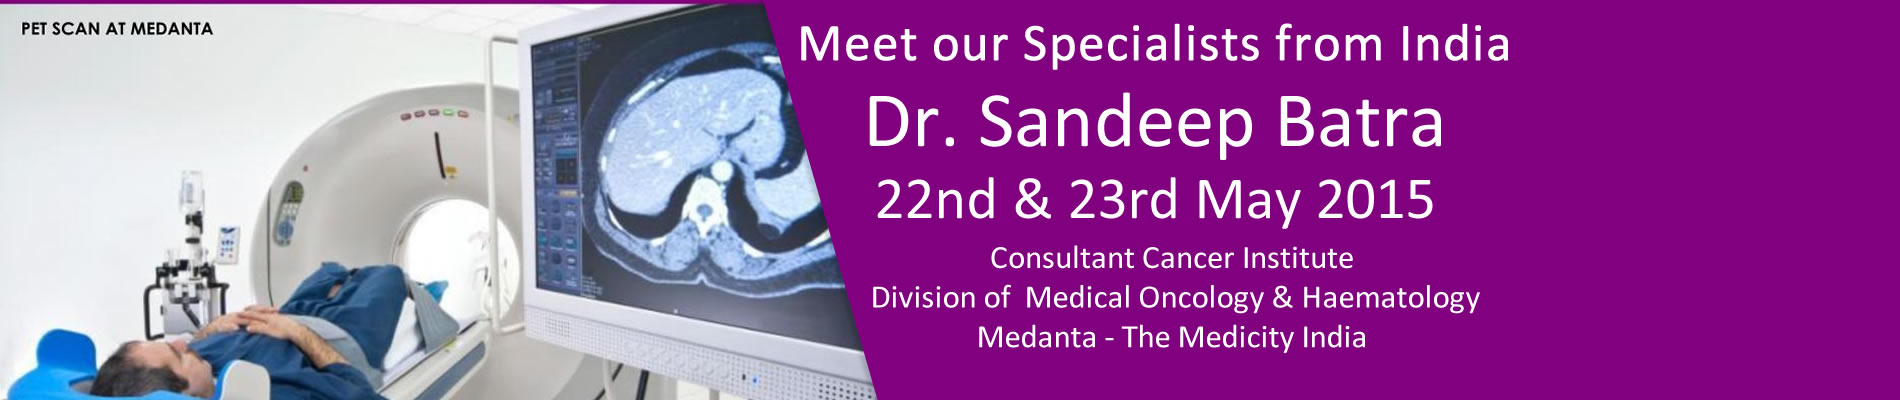 PET SCAN AT MEDANTA
Meet our Specialists from India
Dr. Sandeep Batra
22nd & 23rd May 2015
Consultant Cancer Institute
Division of Medical Oncology & Haematology
Medanta - The Medicity India